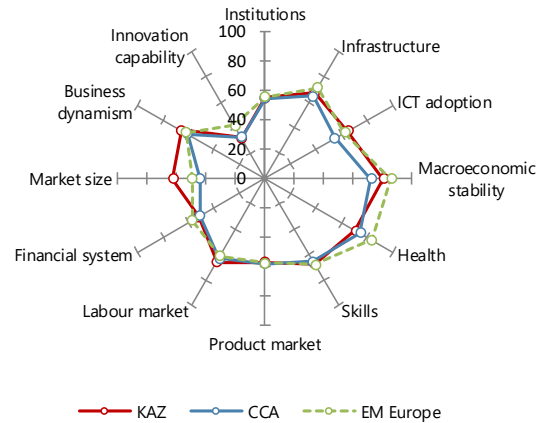 Institutions
100
80
60
40
20
0
Infrastructure
ICT adoption
Macroeconomic
stability
Health
Skills
Product market
Labour market
Financial system
Market size
Business
dynamism
Innovation
capability
KAZ
CCA
EM Europe